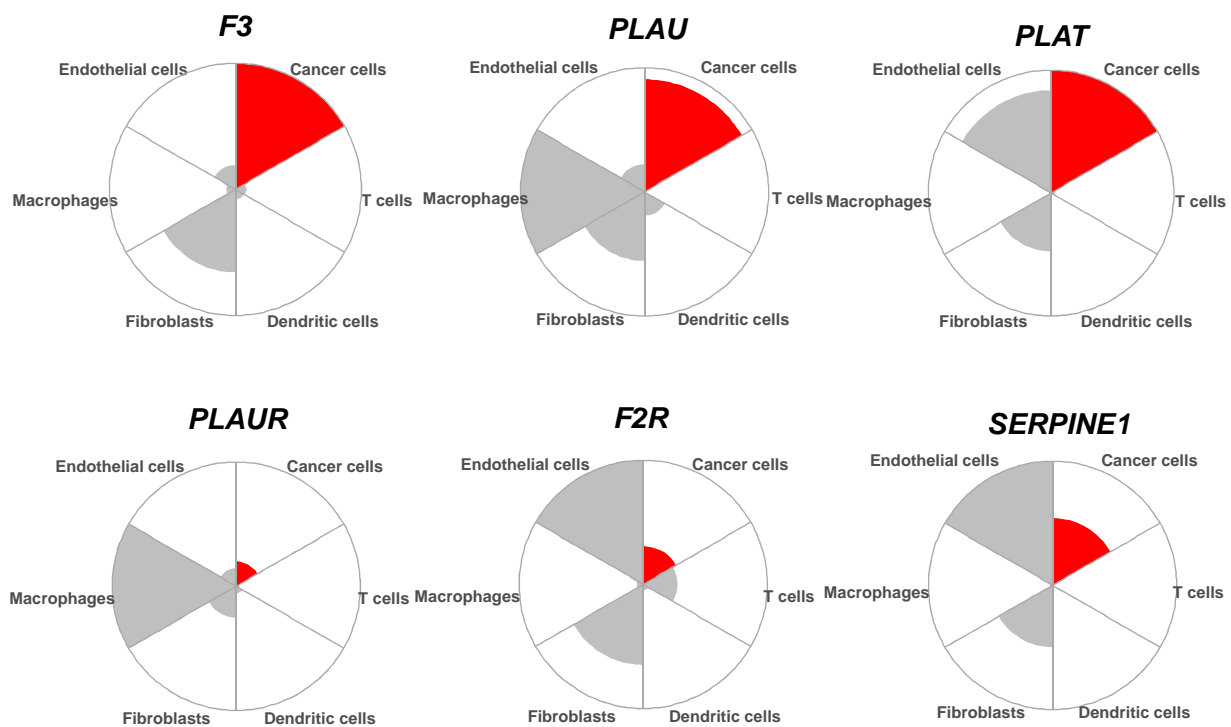 F3
PLAU
PLAT
Endothelial cells
Cancer cells
Macrophages
T cells
Fibroblasts
Dendritic cells
Endothelial cells
Cancer cells
Macrophages
T cells
Fibroblasts
Dendritic cells
Endothelial cells
Cancer cells
Macrophages
T cells
Fibroblasts
Dendritic cells
PLAUR
F2R
SERPINE1
Endothelial cells
Cancer cells
Macrophages
T cells
Fibroblasts
Dendritic cells
Endothelial cells
Cancer cells
Macrophages
T cells
Fibroblasts
Dendritic cells
Endothelial cells
Cancer cells
Macrophages
T cells
Fibroblasts
Dendritic cells